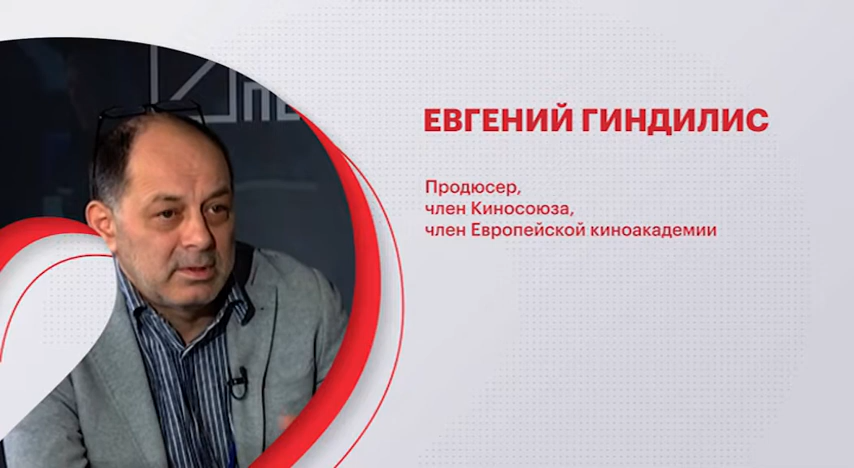 ЕВГЕНИЙ ГИНДИЛИС
Продюсер,
член Киносоюза,
член Европейской киноакадемии